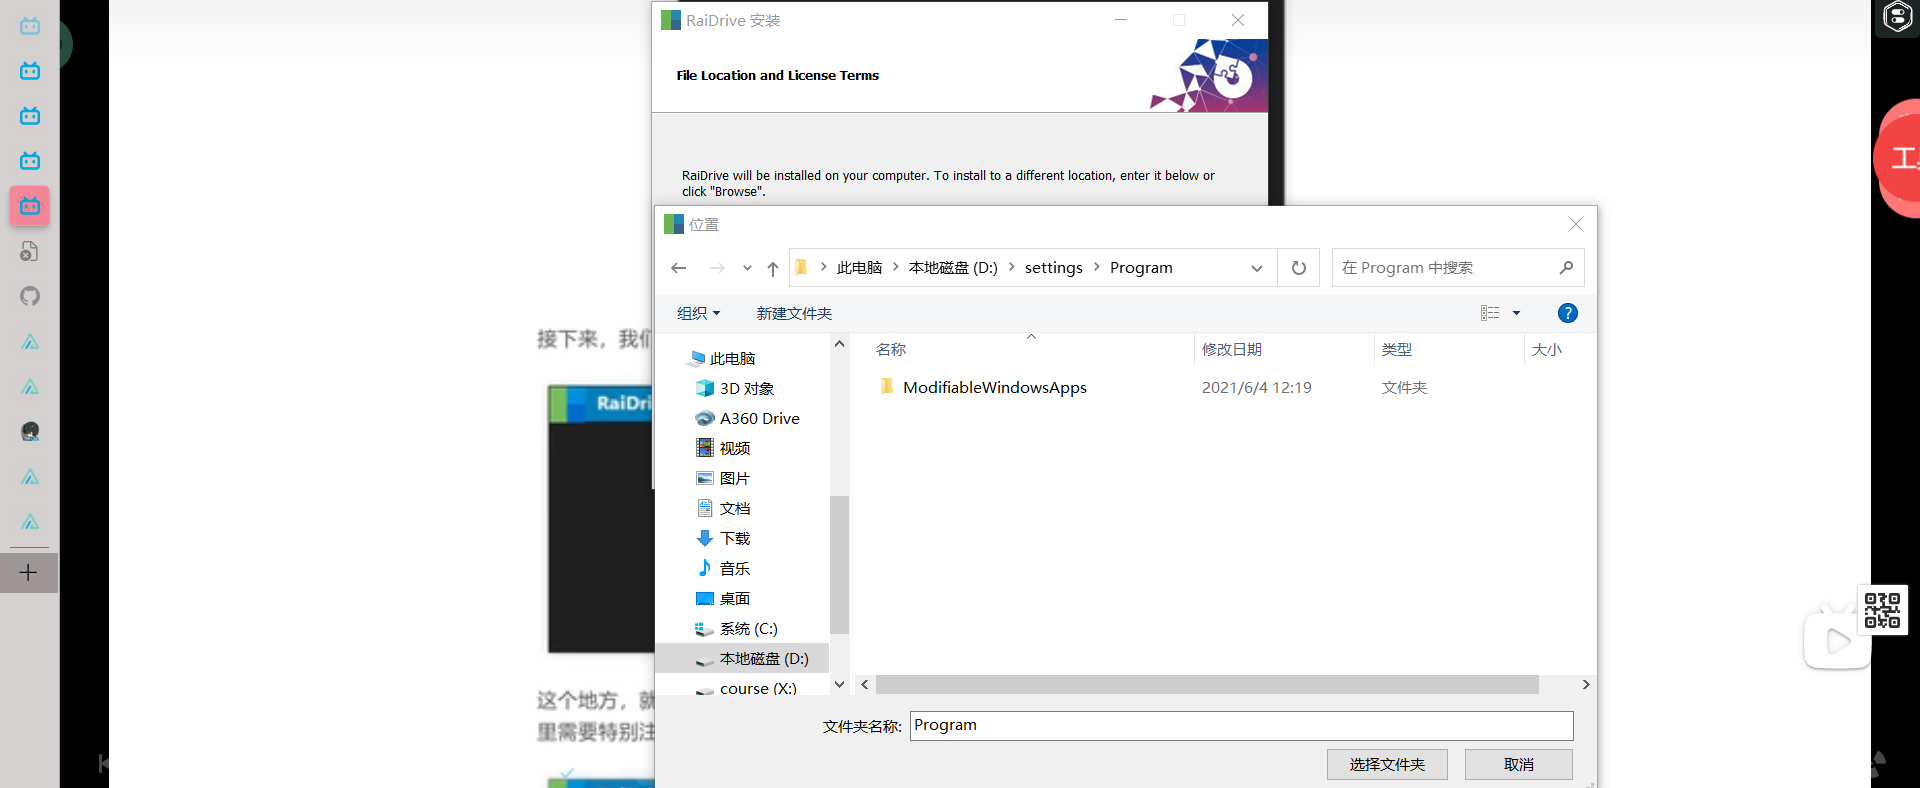 RaiDrive 安装
File Location and License Terms
RaiDrive will be installed on your computer. To install to a different location, enter it below or
click "Browse".
位置
此电脑 本地磁盘 (D:) settings Program
在 Program 中搜索
组织 新建文件夹
名称 修改日期 类型 大小
ModifiableWindowsApps 2021/6/4 12:19 文件夹
此电脑
3D 对象
A360 Drive
视频
图片
文档
下载
音乐
桌面
系统 (C:)
本地磁盘 (D:)
course (X:)
文件夹名称: Program
选择文件夹 取消
接下来，我们
RaiDri
这个地方，就
里需要特别注
工